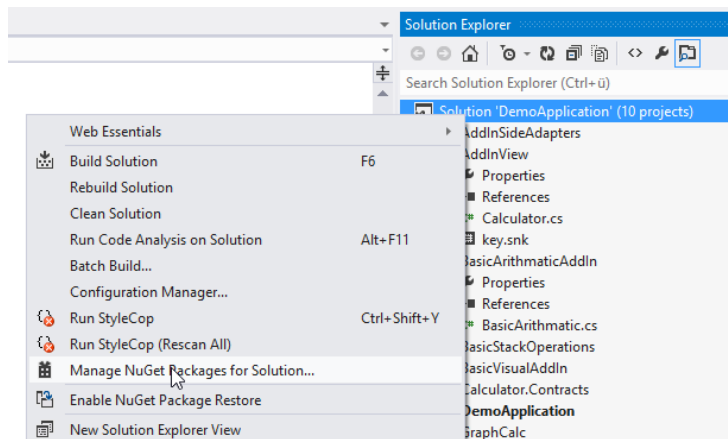 Solution Explorer
Search Solution Explorer (Ctrl+ü)
Solution 'DemoApplication' (10 projects)
AddInSideAdapters
AddInView
Properties
References
Calculator.cs
key.snk
BasicArithmaticAddIn
Properties
References
BasicArithmatic.cs
BasicStackOperations
BasicVisualAddIn
Calculator.Contracts
DemoApplication
GraphCalc
Web Essentials
Build Solution F6
Rebuild Solution
Clean Solution
Run Code Analysis on Solution Alt+F11
Batch Build...
Configuration Manager...
Run StyleCop Ctrl+Shift+Y
Run StyleCop (Rescan All)
Manage NuGet Packages for Solution...
Enable NuGet Package Restore
New Solution Explorer View